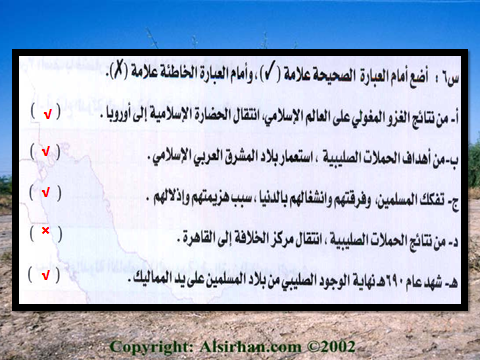 س٦ : أضع أمام العبارة الصحيحة علامة (✓)، وأمام العبارة الخاطئة علامة (✗).
أ- من نتائج الغزو المغولي على العالم الإسلامي، انتقال الحضارة الإسلامية إلى أوروبا . ( √ )
ب- من أهداف الحملات الصليبية ، استعمار بلاد المشرق العربي الإسلامي . ( √ )
ج- تفكك المسلمين، وفرقتهم وانشغالهم بالدنيا ، سبب هزيمتهم وإذلالهم . ( √ )
د- من نتائج الحملات الصليبية ، انتقال مركز الخلافة إلى القاهرة . ( × )
هـ- شهد عام ٦٩٠هـ نهاية الوجود الصليبي من بلاد المسلمين على يد المماليك . ( √ )
Copyright: Alsirhan.com ©2002